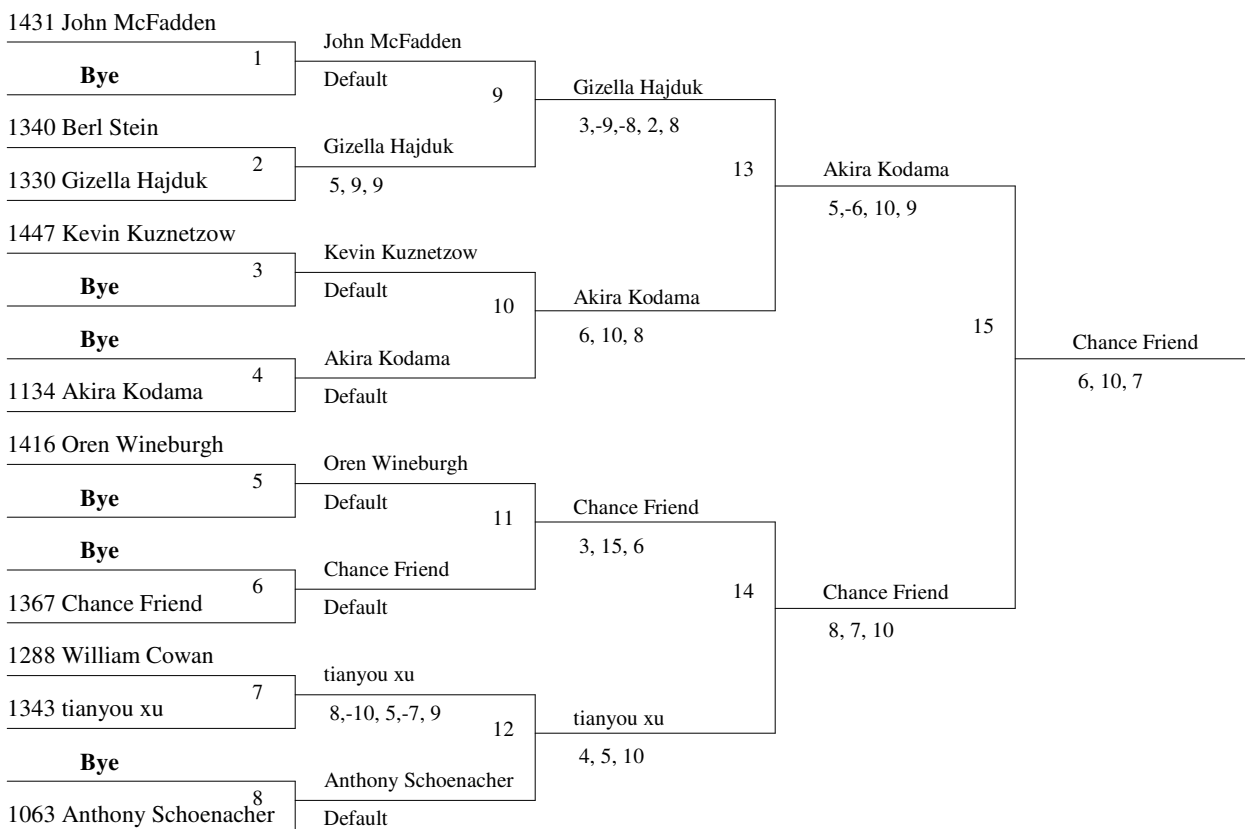 1431 John McFadden
Bye
1
1340 Berl Stein
1330 Gizella Hajduk
2
1447 Kevin Kuznetzow
Bye
3
Bye
1134 Akira Kodama
4
1416 Oren Wineburgh
Bye
5
Bye
1367 Chance Friend
6
1288 William Cowan
1343 tianyou xu
7
Bye
1063 Anthony Schoenacher
8
John McFadden
Default
9
Gizella Hajduk
5, 9, 9
Kevin Kuznetzow
Default
10
Akira Kodama
Default
Oren Wineburgh
Default
11
Chance Friend
Default
tianyou xu
8,-10, 5,-7, 9
12
Anthony Schoenacher
Default
Gizella Hajduk
3,-9,-8, 2, 8
13
Akira Kodama
6, 10, 8
Chance Friend
3, 15, 6
14
tianyou xu
4, 5, 10
Akira Kodama
5,-6, 10, 9
15
Chance Friend
8, 7, 10
Chance Friend
6, 10, 7